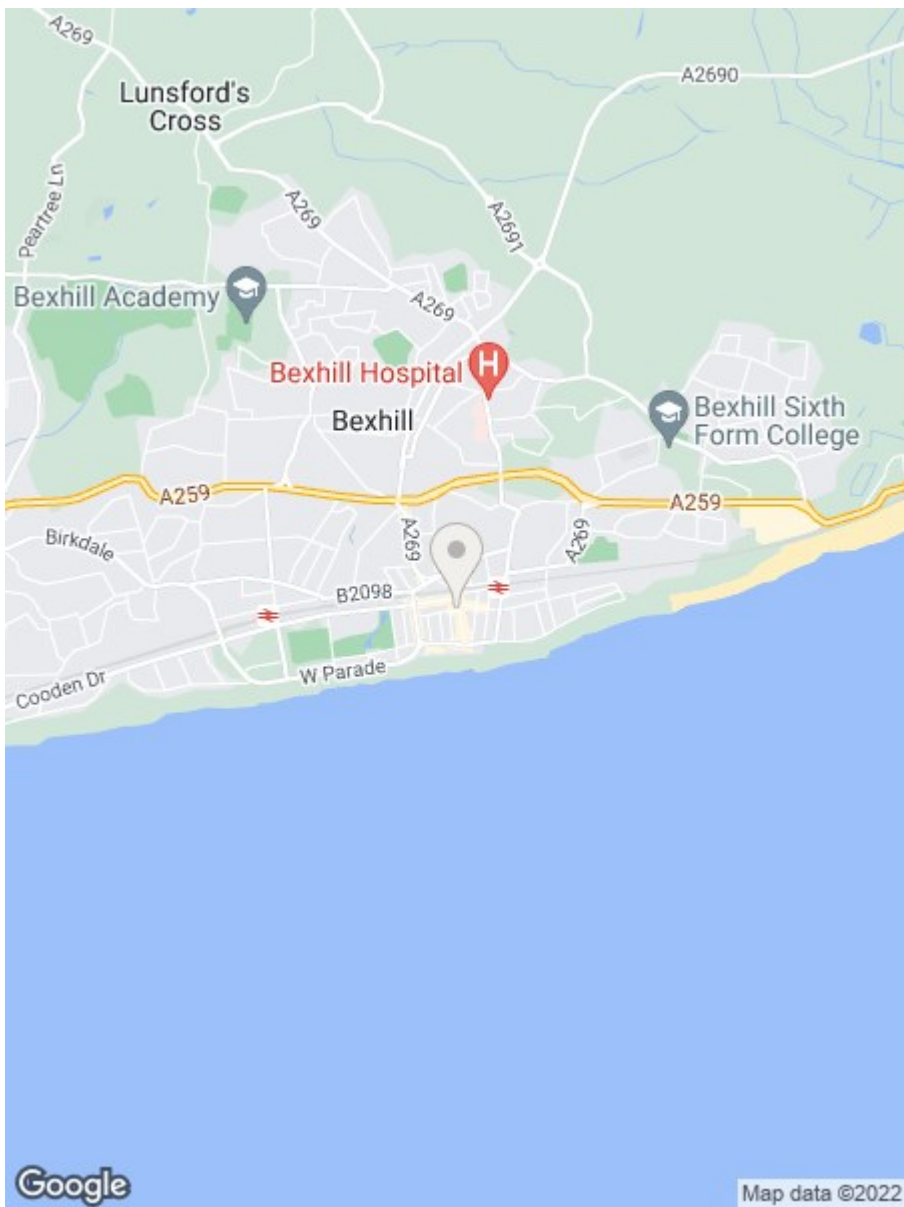 A269
A2690
Lunsford's
Cross
Peartree Ln
A269
A2691
Bexhill Academy
A269
Bexhill Hospital
H
Bexhill
Bexhill Sixth
Form College
A259
A259
Birkdale
A269
A269
B2098
W Parade
Cooden Dr
Google
Map data ©2022